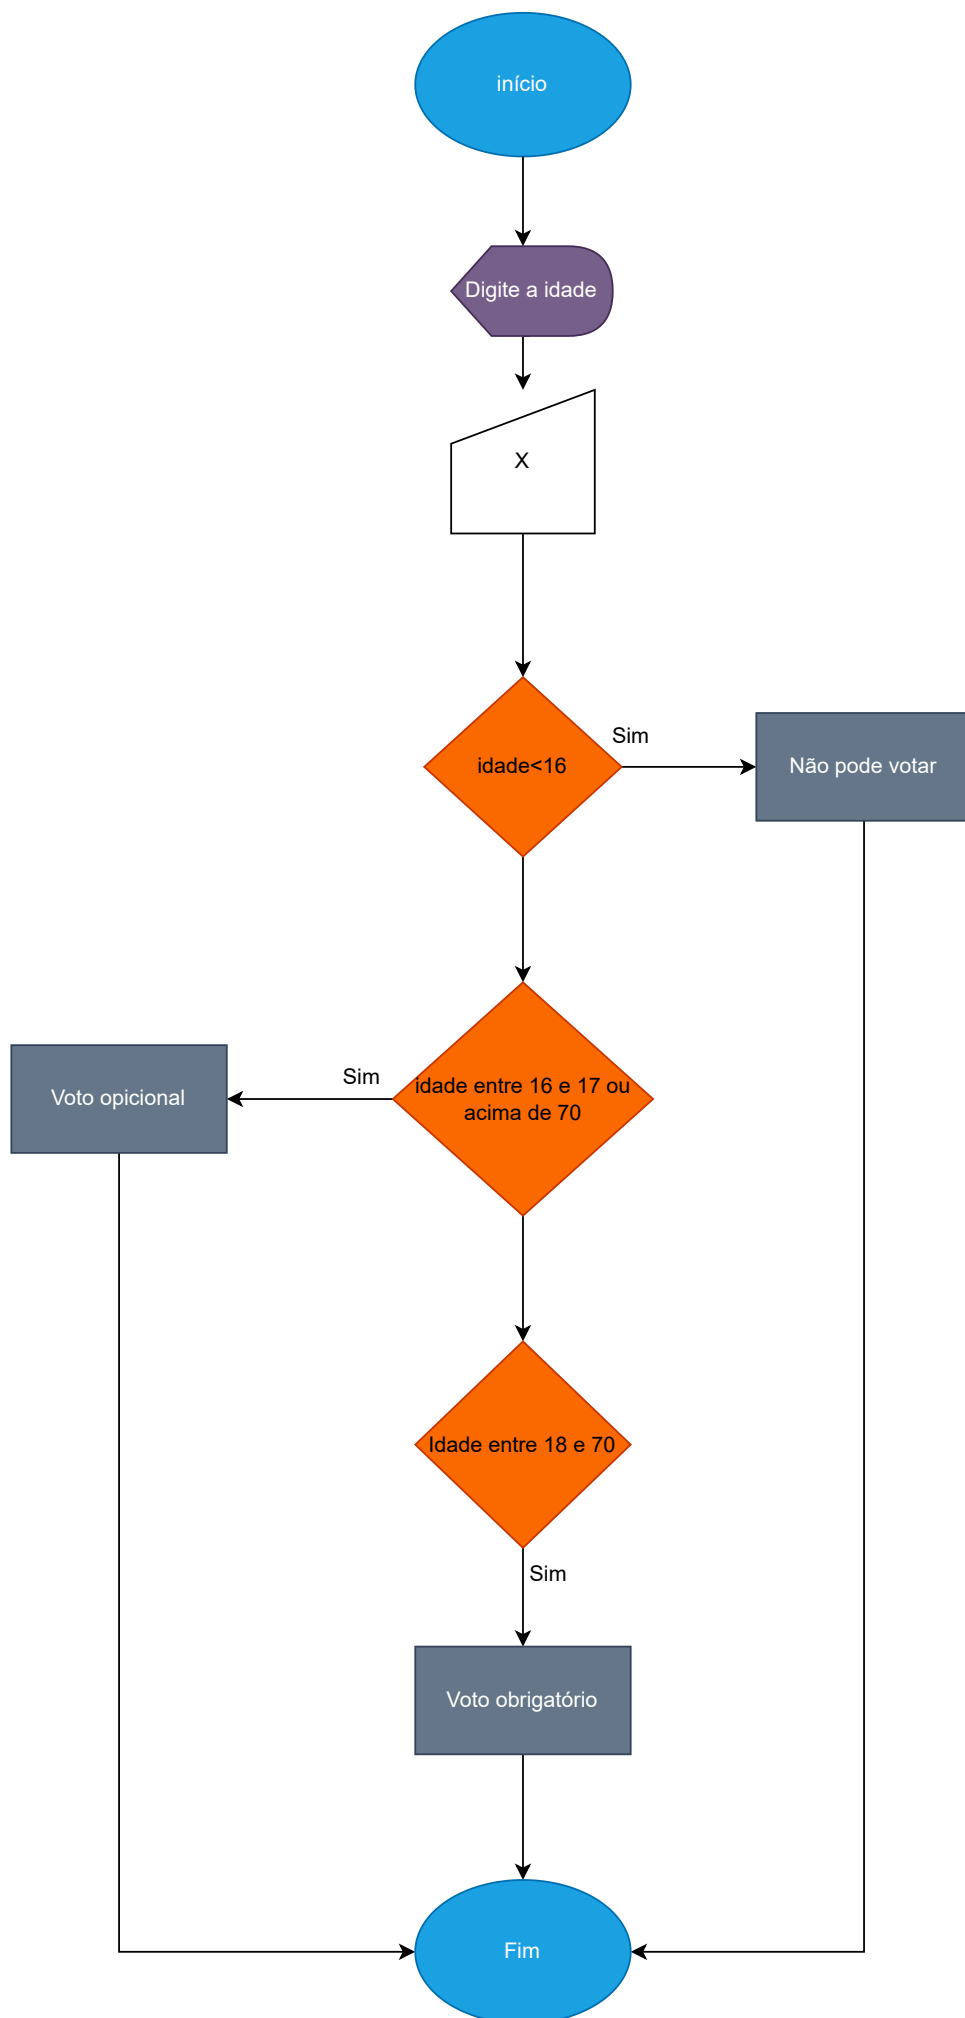 início
Digite a idade
X
idade<16
Sim
Não pode votar
Sim
idade entre 16 e 17 ou
acima de 70
Voto opicional
Idade entre 18 e 70
Sim
Voto obrigatório
Fim